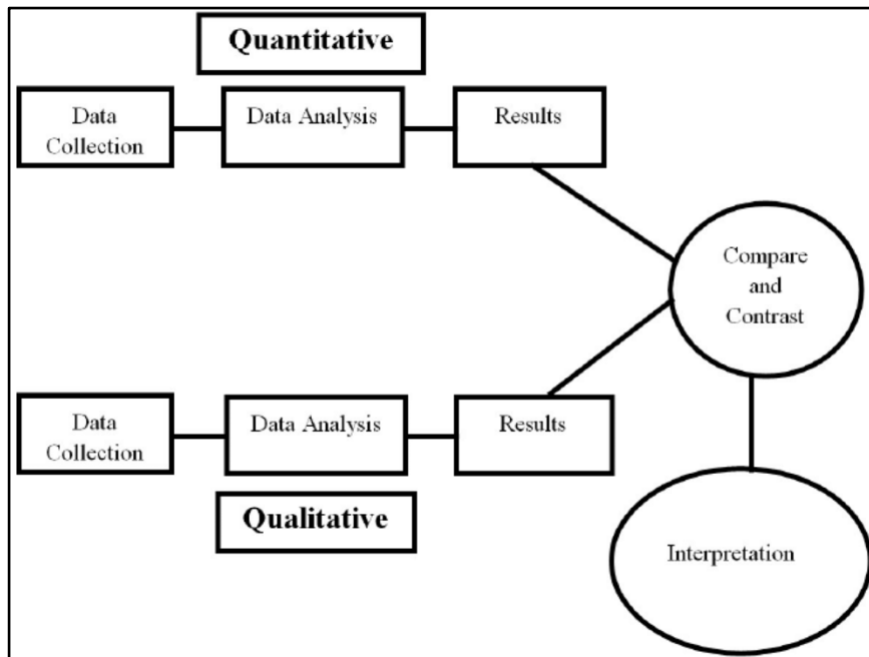 Quantitative
Data
Collection
Data Analysis
Results
Compare
and
Contrast
Data
Collection
Data Analysis
Results
Qualitative
Interpretation